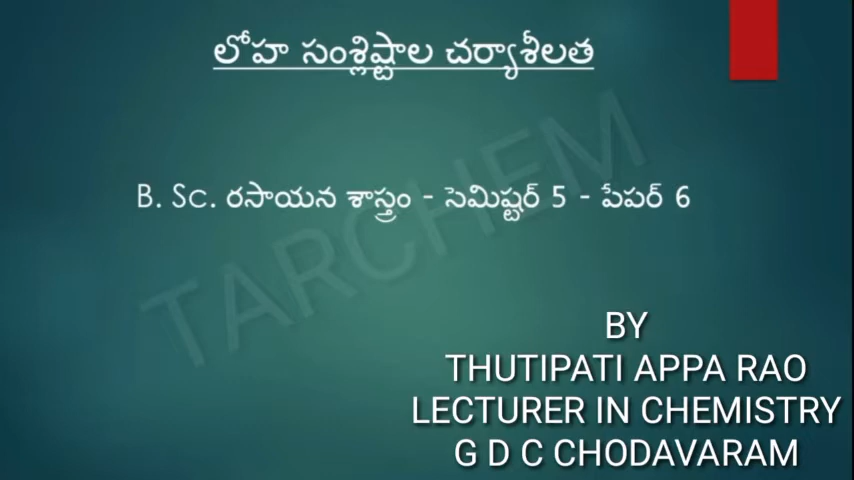 లోహ సంశ్లిష్టాల చర్యాశీలత
B. Sc. రసాయన శాస్త్రం - సెమిష్టర్ 5 - పేపర్ 6
TARCHEM
BY
THUTIPATI APPA RAO
LECTURER IN CHEMISTRY
G D C CHODAVARAM